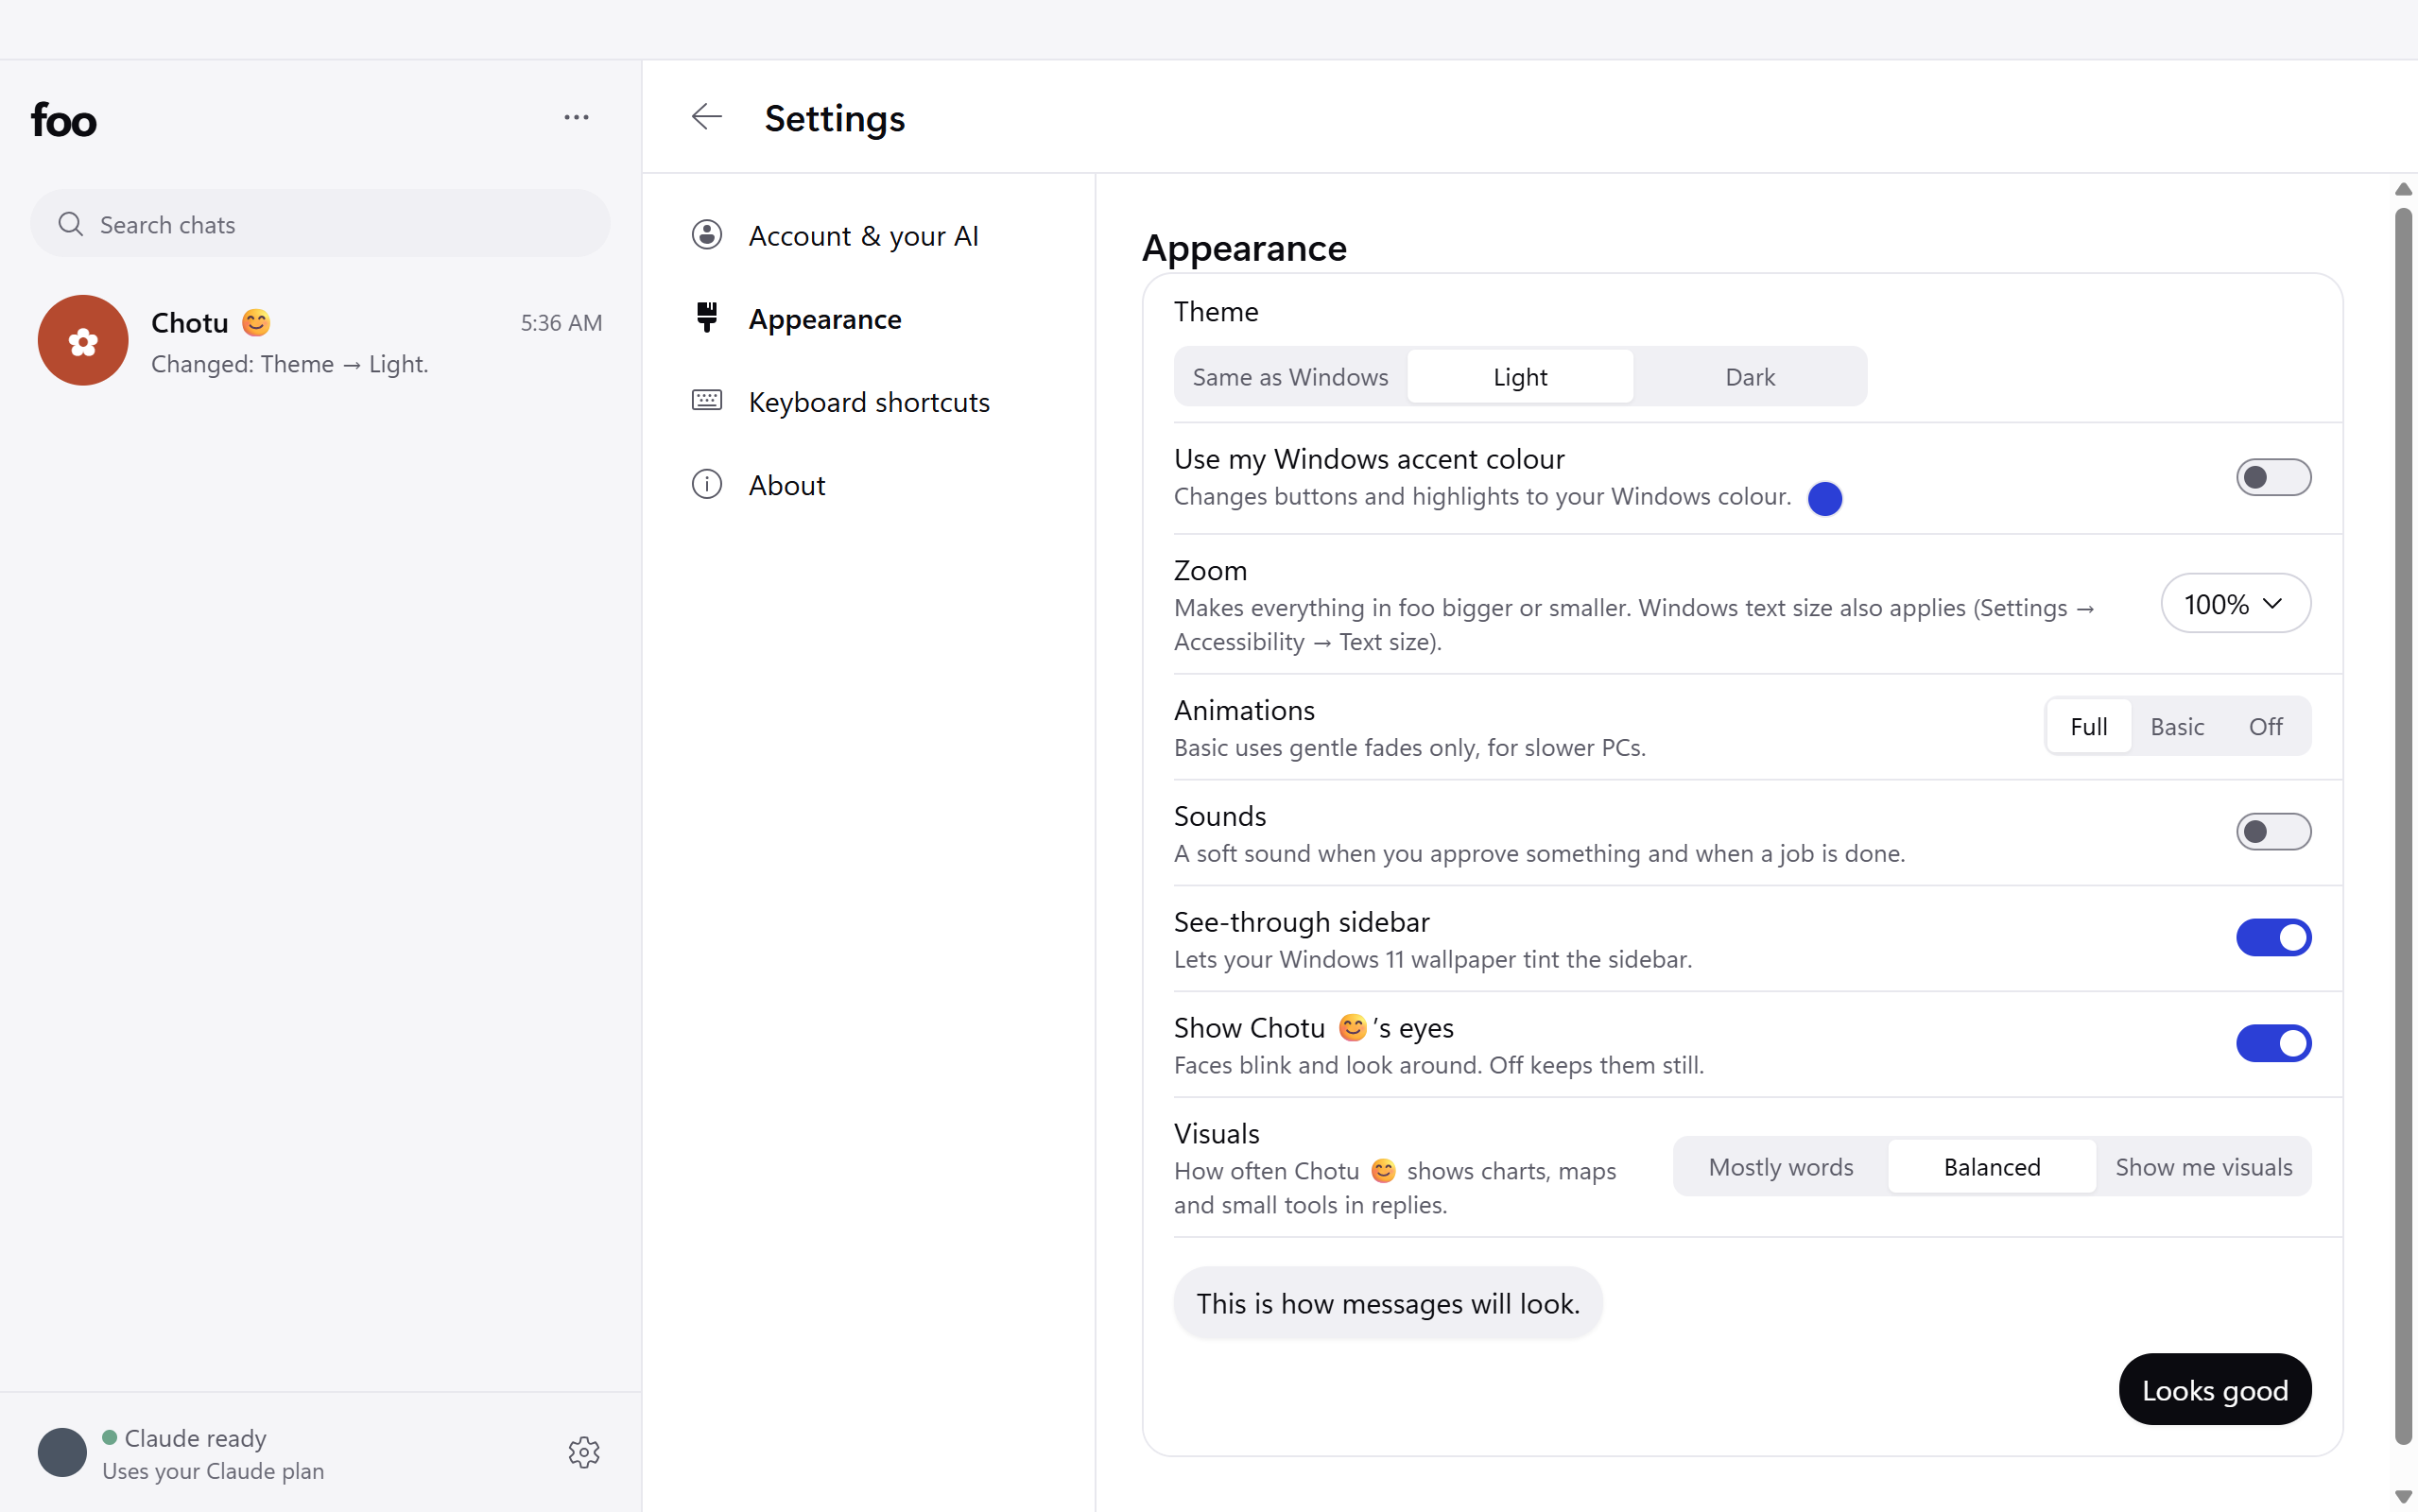 foo
Search chats
Chotu 😊
5:36 AM
Changed: Theme → Light.
Claude ready
Uses your Claude plan
Settings
Account & your AI
Appearance
Keyboard shortcuts
About
Appearance
Theme
Same as Windows Light Dark
Use my Windows accent colour
Changes buttons and highlights to your Windows colour.
Zoom
Makes everything in foo bigger or smaller. Windows text size also applies (Settings →
Accessibility → Text size).
100%
Animations
Basic uses gentle fades only, for slower PCs.
Full Basic Off
Sounds
A soft sound when you approve something and when a job is done.
See-through sidebar
Lets your Windows 11 wallpaper tint the sidebar.
Show Chotu 😊’s eyes
Faces blink and look around. Off keeps them still.
Visuals
How often Chotu 😊 shows charts, maps
and small tools in replies.
Mostly words Balanced Show me visuals
This is how messages will look.
Looks good